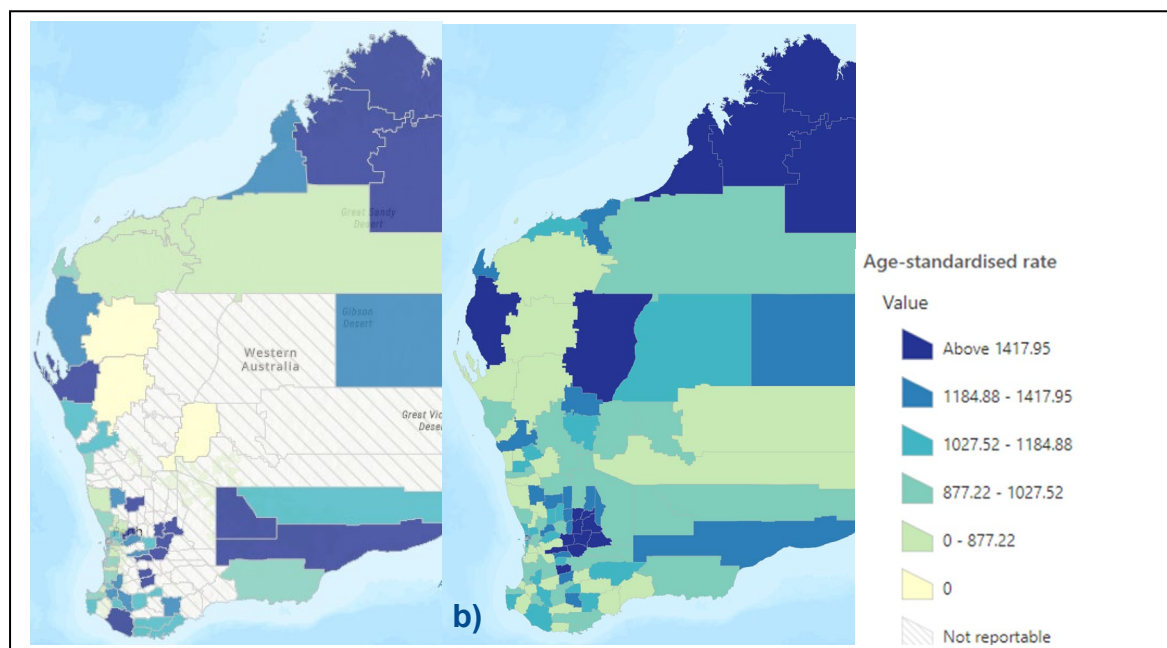 Great Sandy
Desert
Gibson
Desert
Western
Australia
Great Vic
Deser
b)
Age-standardised rate
Value
Above 1417.95
1184.88 - 1417.95
1027.52 - 1184.88
877.22 - 1027.52
0 - 877.22
0
Not reportable